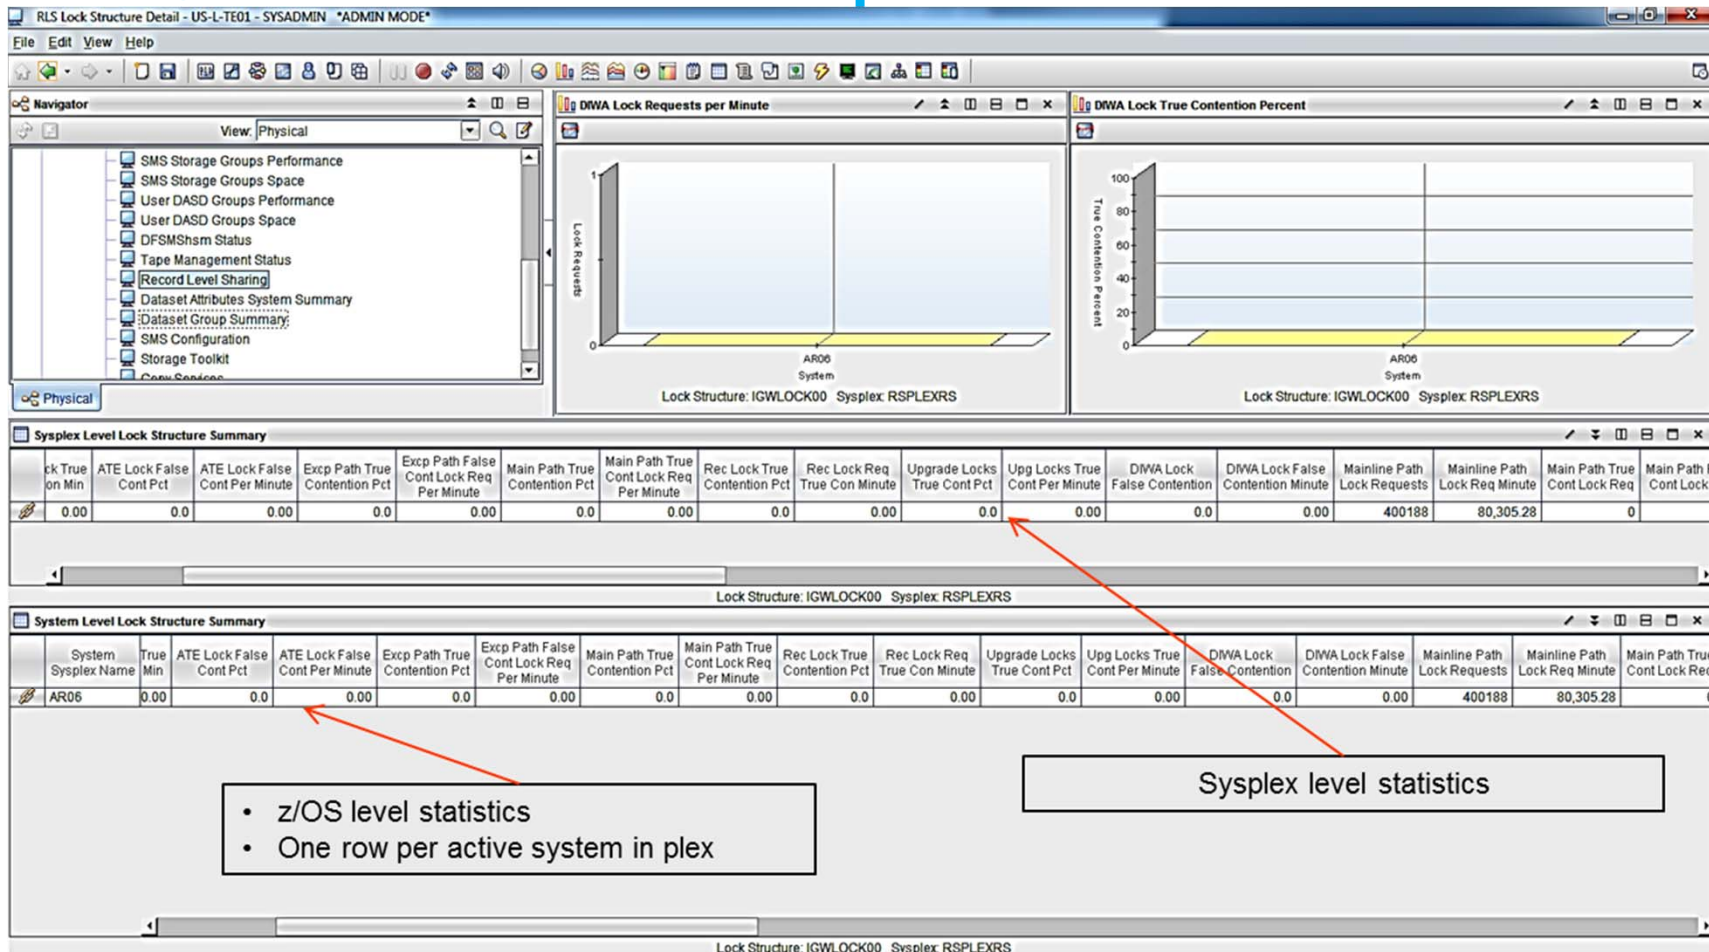 RLS Lock Structure Detail - US-L-TE01 - SYSADMIN *ADMIN MODE*
File Edit View Help
Navigator
View: Physical
SMS Storage Groups Performance
SMS Storage Groups Space
User DASD Groups Performance
User DASD Groups Space
DFSMShsm Status
Tape Management Status
Record Level Sharing
Dataset Attributes System Summary
Dataset Group Summary
SMS Configuration
Storage Toolkit
Copy Services
Physical
DIWA Lock Requests per Minute
Lock Requests
1
0
AR06
System
Lock Structure: IGWLOCK00 Sysplex: RSPLEXRS
DIWA Lock True Contention Percent
True Contention Percent
100
80
60
40
20
0
AR06
System
Lock Structure: IGWLOCK00 Sysplex: RSPLEXRS
Sysplex Level Lock Structure Summary
ck True on Min
ATE Lock False Cont Pct
ATE Lock False Cont Per Minute
Excp Path True Contention Pct
Excp Path False Cont Lock Req Per Minute
Main Path True Contention Pct
Main Path True Cont Lock Req Per Minute
Rec Lock True Contention Pct
Rec Lock Req True Con Minute
Upgrade Locks True Cont Pct
Upg Locks True Cont Per Minute
DIWA Lock False Contention
DIWA Lock False Contention Minute
Mainline Path Lock Requests
Mainline Path Lock Req Minute
Main Path True Cont Lock Req
Main Path Cont Lock
0.00 0.0 0.00 0.0 0.00 0.0 0.00 0.0 0.00 0.0 0.00 0.0 0.00 400188 80,305.28 0
Lock Structure: IGWLOCK00 Sysplex: RSPLEXRS
System Level Lock Structure Summary
System Sysplex Name
True Min
ATE Lock False Cont Pct
ATE Lock False Cont Per Minute
Excp Path True Contention Pct
Excp Path False Cont Lock Req Per Minute
Main Path True Contention Pct
Main Path True Cont Lock Req Per Minute
Rec Lock True Contention Pct
Rec Lock Req True Con Minute
Upgrade Locks True Cont Pct
Upg Locks True Cont Per Minute
DIWA Lock False Contention
DIWA Lock False Contention Minute
Mainline Path Lock Requests
Mainline Path Lock Req Minute
Main Path True Cont Lock Req
AR06 0.00 0.0 0.00 0.0 0.00 0.0 0.00 0.0 0.00 0.0 0.00 0.0 0.00 400188 80,305.28
• z/OS level statistics
• One row per active system in plex
Sysplex level statistics
Lock Structure: IGWLOCK00 Sysplex: RSPLEXRS